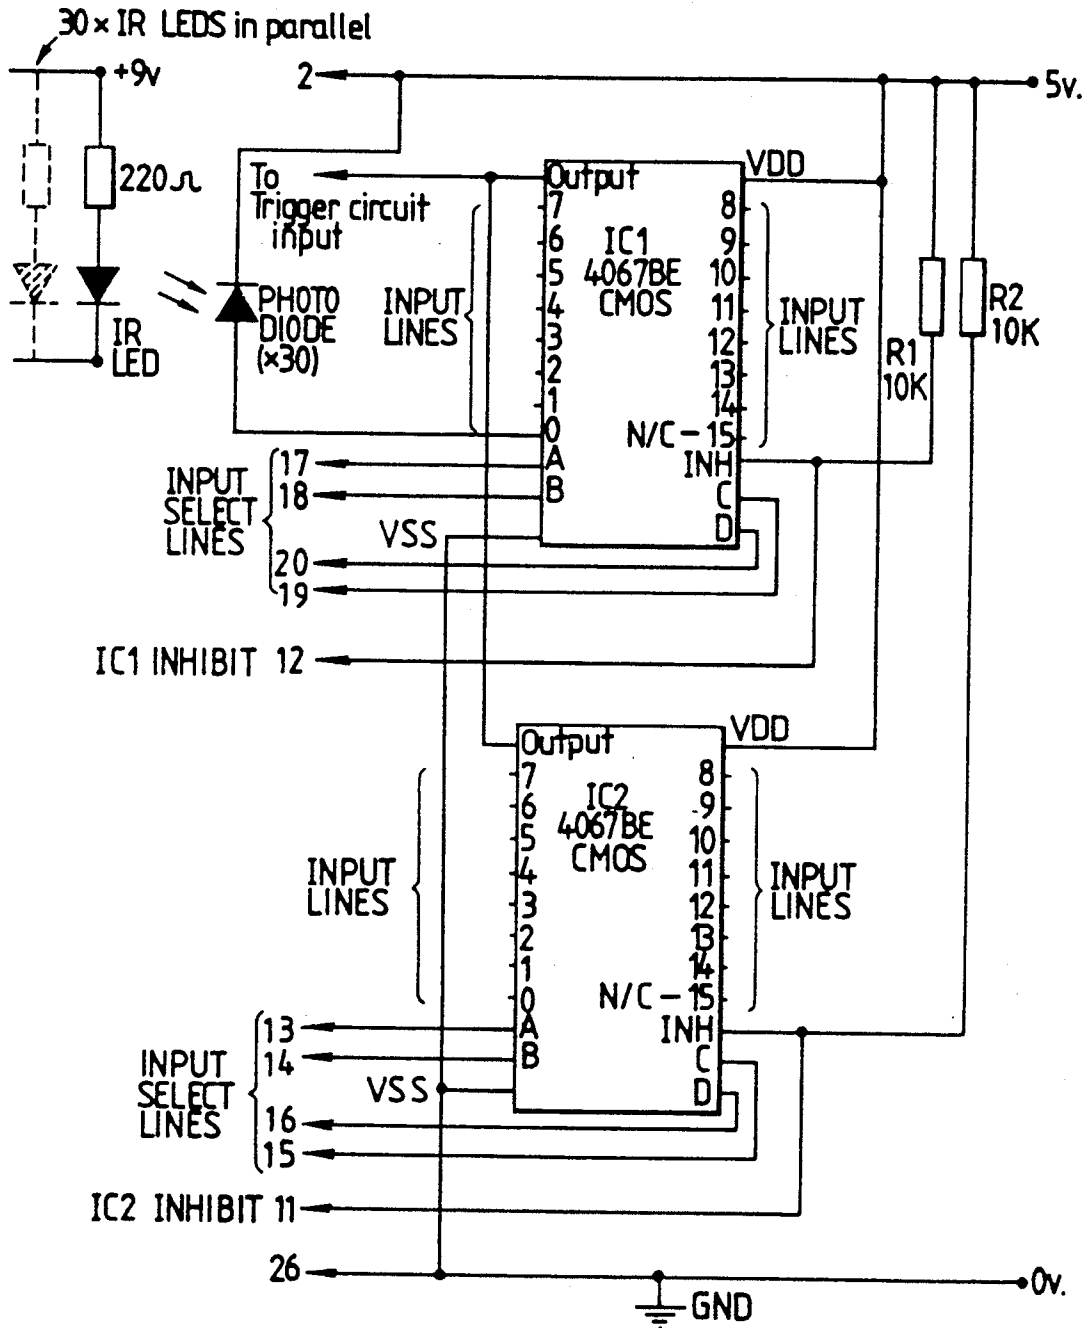 30 x IR LEDS in parallel
+9v
2
5v.
220Ω
To
Trigger circuit
input
Output
VDD
7
6
5
4
3
2
1
0
A
B
IC1
4067BE
CMOS
8
9
10
11
12
13
14
N/C - 15
INH
C
D
INPUT
LINES
INPUT
LINES
PHOTO
DIODE
(x30)
IR
LED
R1
10K
R2
10K
INPUT
SELECT
LINES
17
18
20
19
VSS
IC1 INHIBIT 12
Output
VDD
7
6
5
4
3
2
1
0
A
B
IC2
4067BE
CMOS
8
9
10
11
12
13
14
N/C - 15
INH
C
D
INPUT
LINES
INPUT
LINES
INPUT
SELECT
LINES
13
14
16
15
VSS
IC2 INHIBIT 11
26
0v.
GND